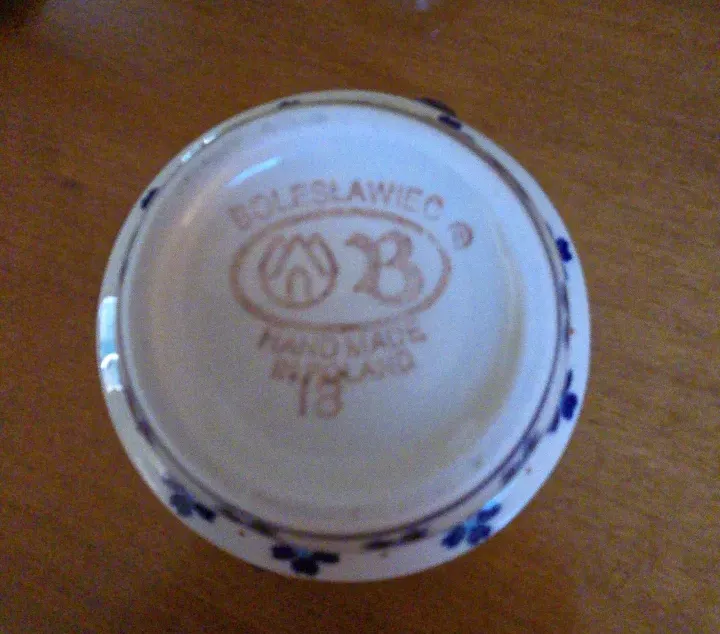 BOLESŁAWIEC ®
B
HAND MADE
IN POLAND
18